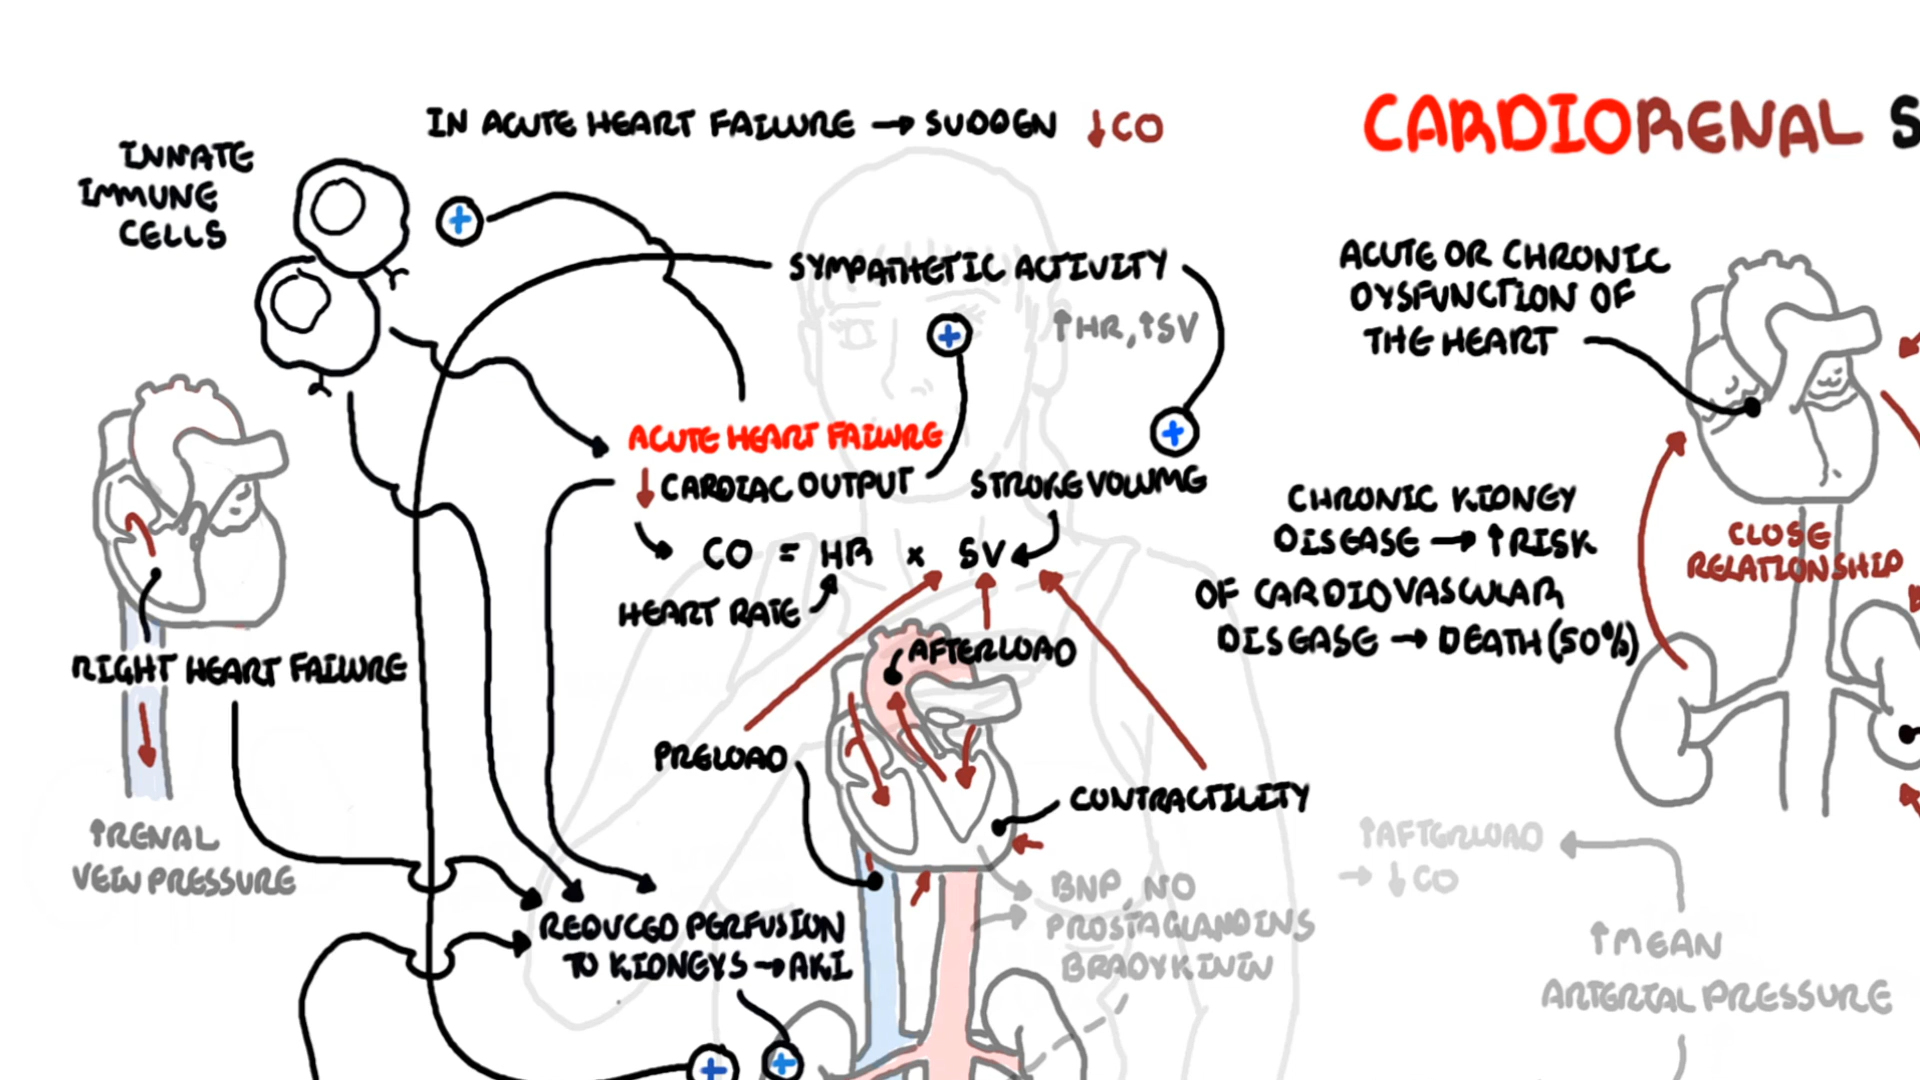 IN ACUTE HEART FAILURE → SUDDEN ↓CO
CARDIORENAL S
INNATE
IMMUNE
CELLS
+
SYMPATHETIC ACTIVITY
↑HR, ↑SV
+
+
ACUTE HEART FAILURE
↓ CARDIAC OUTPUT
STROKE VOLUME
CO = HR x SV
HEART RATE
AFTERLOAD
PRELOAD
CONTRACTILITY
RIGHT HEART FAILURE
↑RENAL
VEIN PRESSURE
REDUCED PERFUSION
TO KIDNEYS → AKI
+ +
BNP, NO
PROSTAGLANDINS
BRADYKININ
ACUTE OR CHRONIC
DYSFUNCTION OF
THE HEART
CHRONIC KIDNEY
DISEASE → ↑RISK
OF CARDIOVASCULAR
DISEASE → DEATH (50%)
CLOSE
RELATIONSHIP
↑AFTERLOAD
→ ↓CO
↑MEAN
ARTERIAL PRESSURE